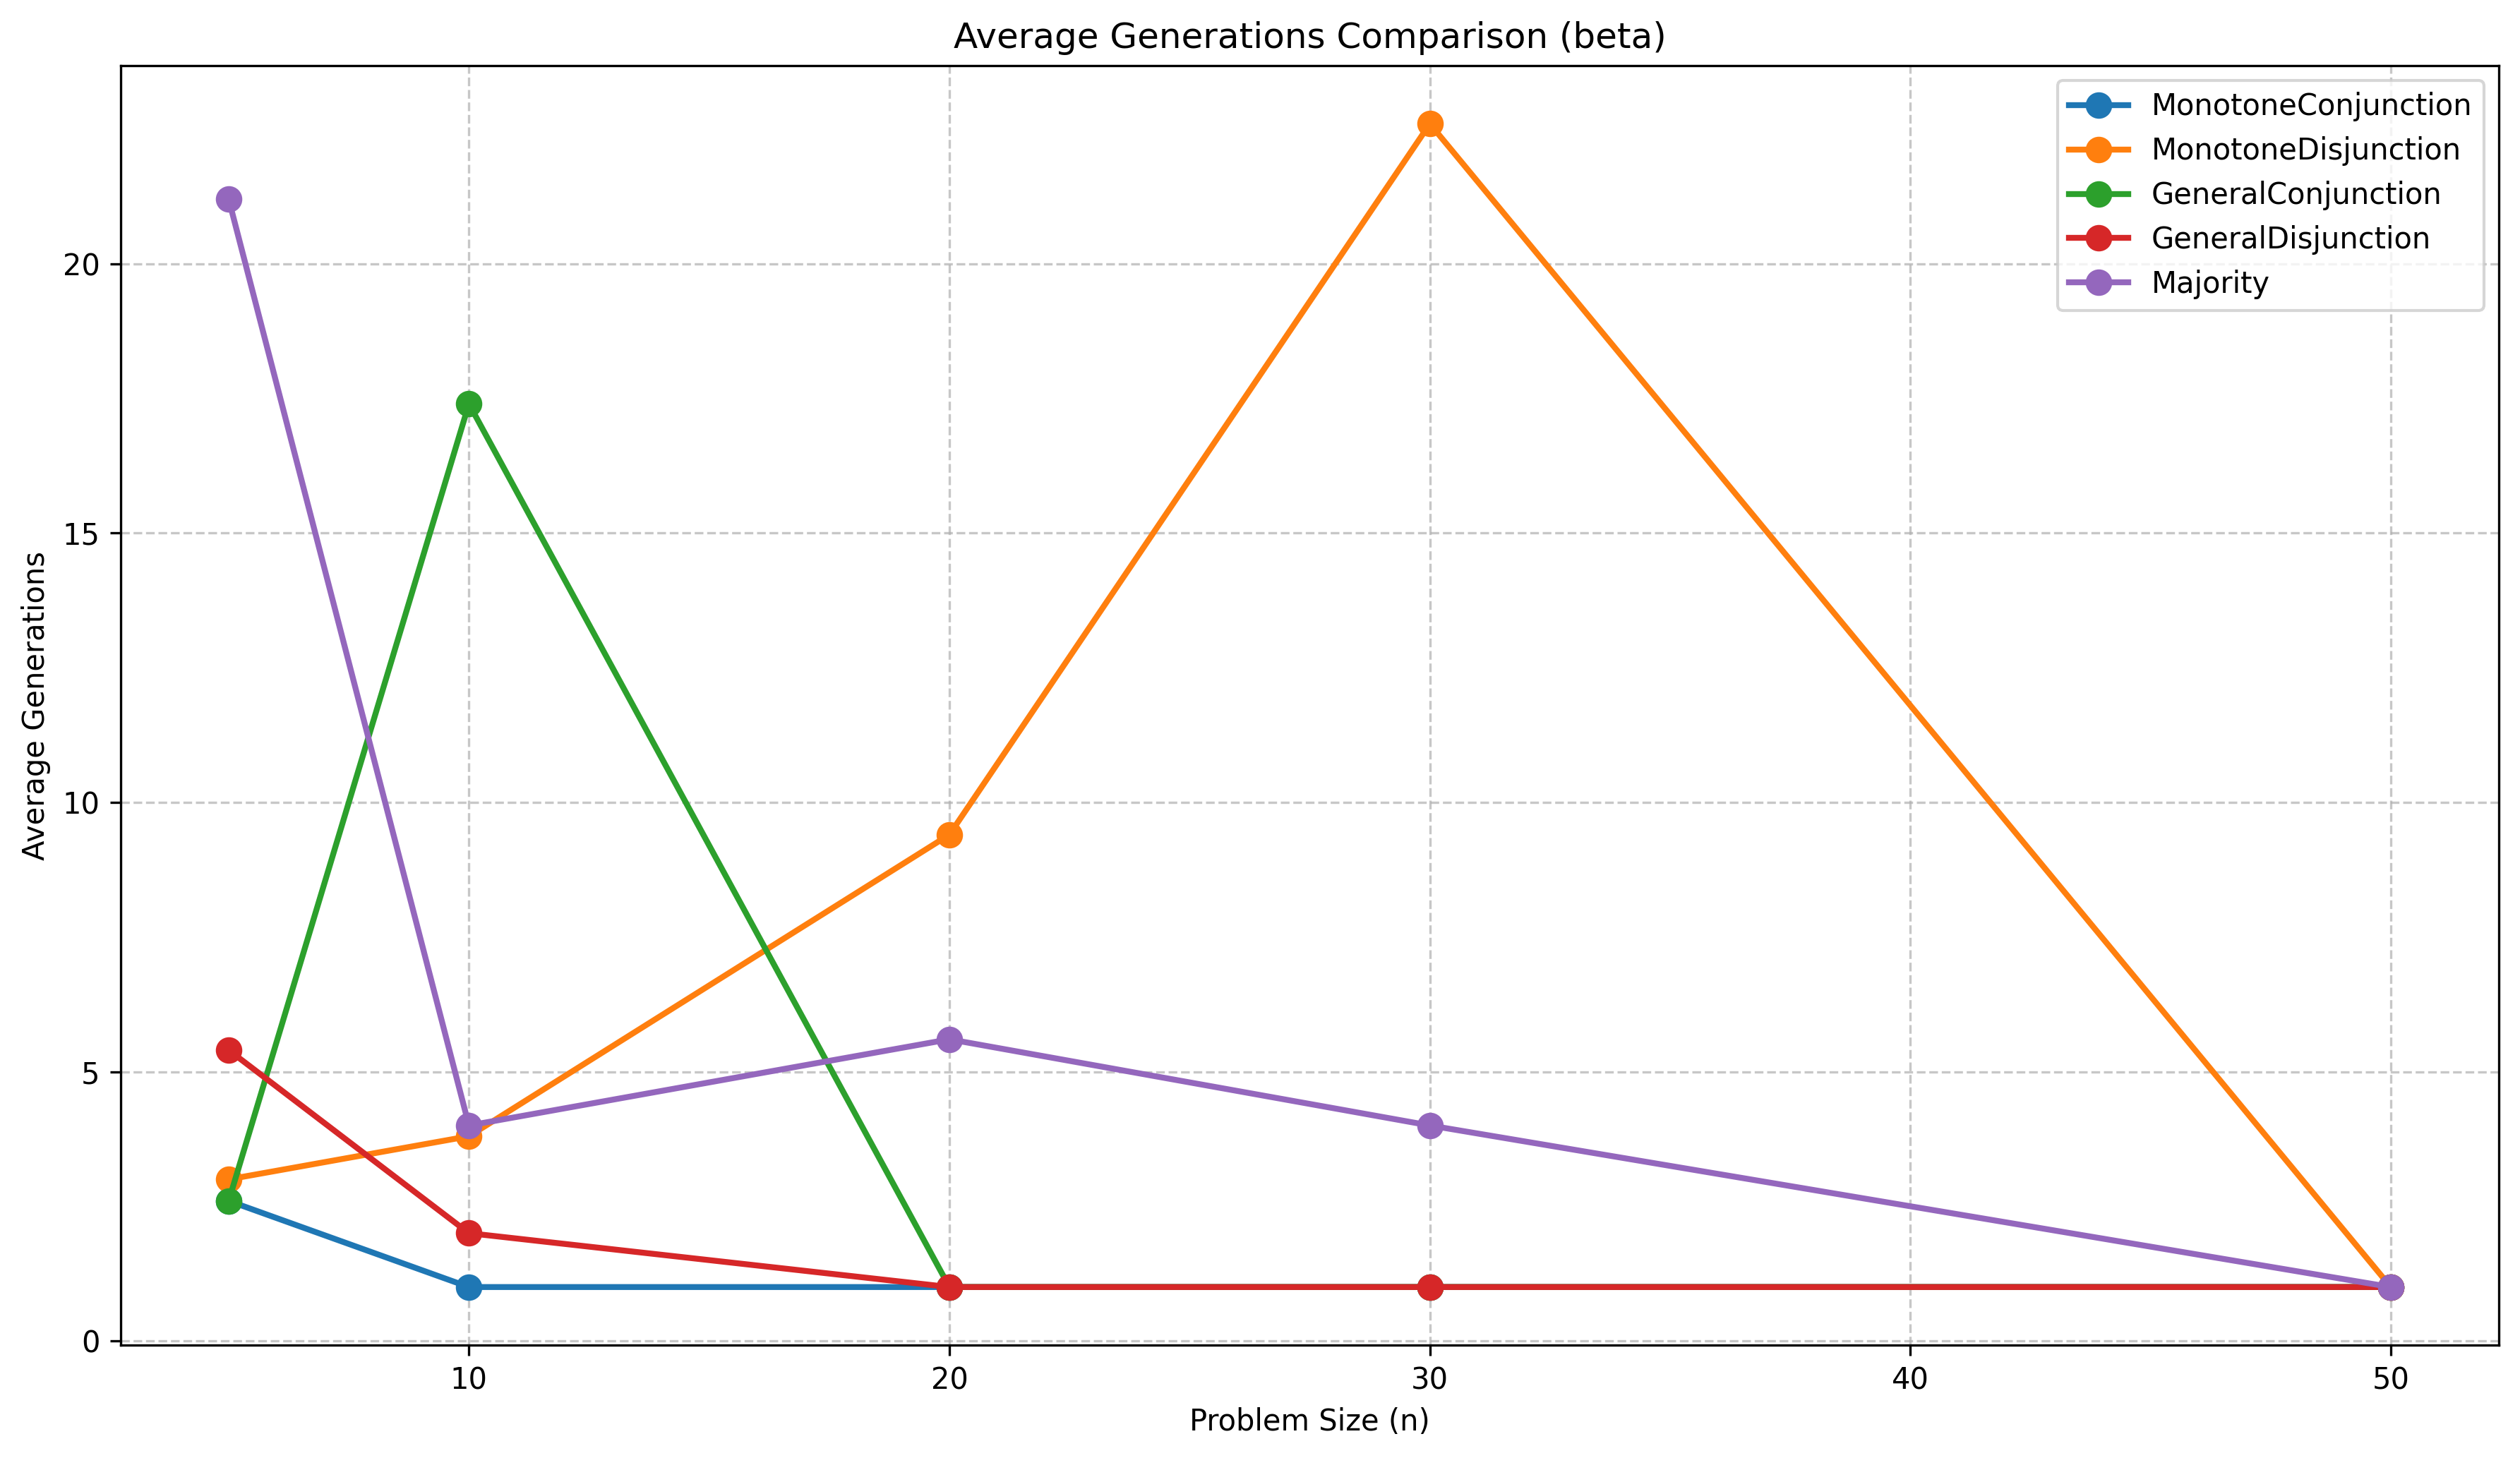 Average Generations Comparison (beta)
MonotoneConjunction
MonotoneDisjunction
GeneralConjunction
GeneralDisjunction
Majority
Average Generations
20
15
10
5
0
10 20 30 40 50
Problem Size (n)